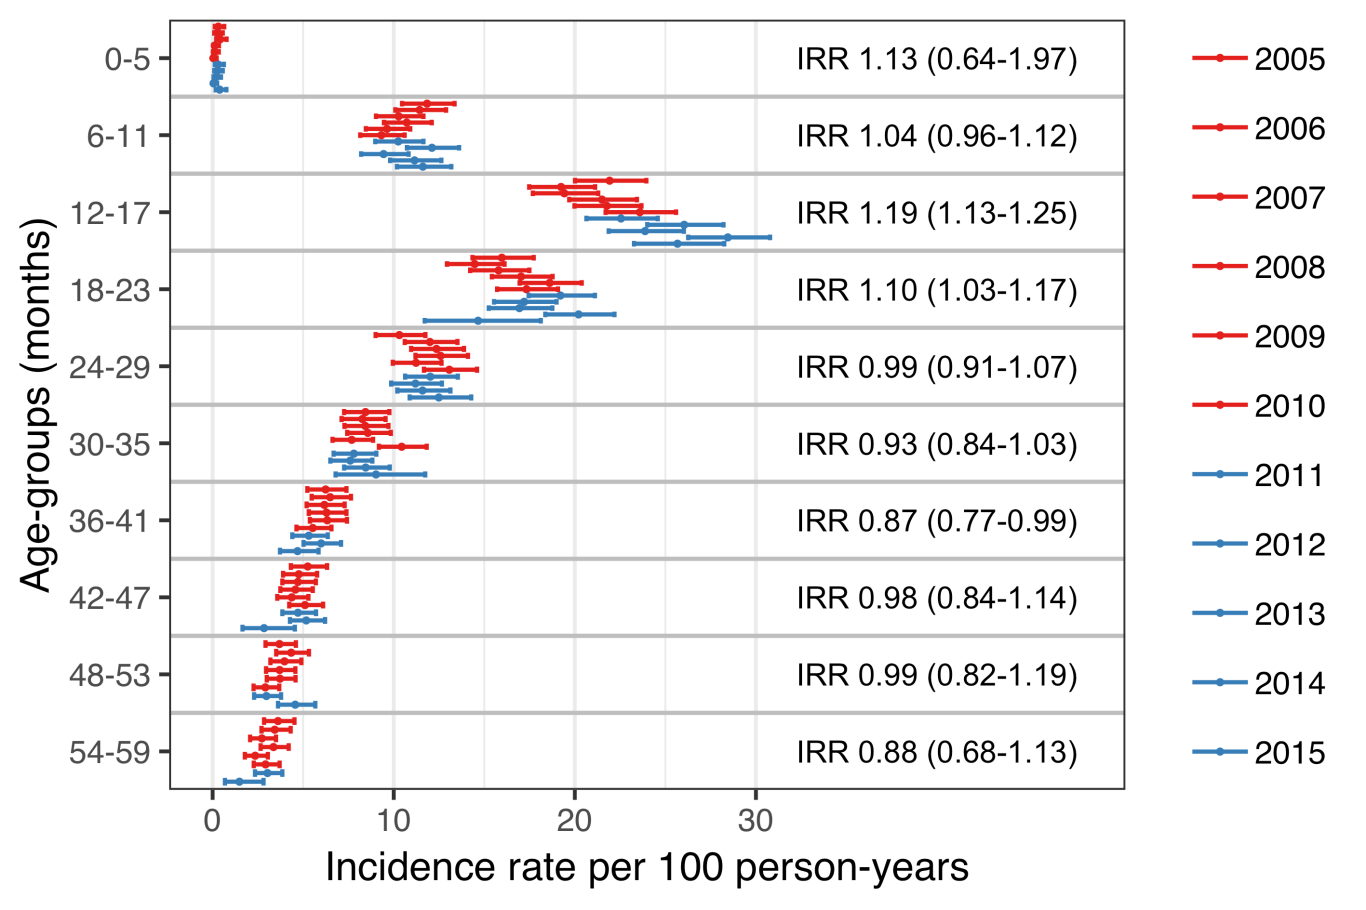 0-5 IRR 1.13 (0.64-1.97)
6-11 IRR 1.04 (0.96-1.12)
12-17 IRR 1.19 (1.13-1.25)
18-23 IRR 1.10 (1.03-1.17)
24-29 IRR 0.99 (0.91-1.07)
30-35 IRR 0.93 (0.84-1.03)
36-41 IRR 0.87 (0.77-0.99)
42-47 IRR 0.98 (0.84-1.14)
48-53 IRR 0.99 (0.82-1.19)
54-59 IRR 0.88 (0.68-1.13)
Age-groups (months)
0 10 20 30
Incidence rate per 100 person-years
2005
2006
2007
2008
2009
2010
2011
2012
2013
2014
2015